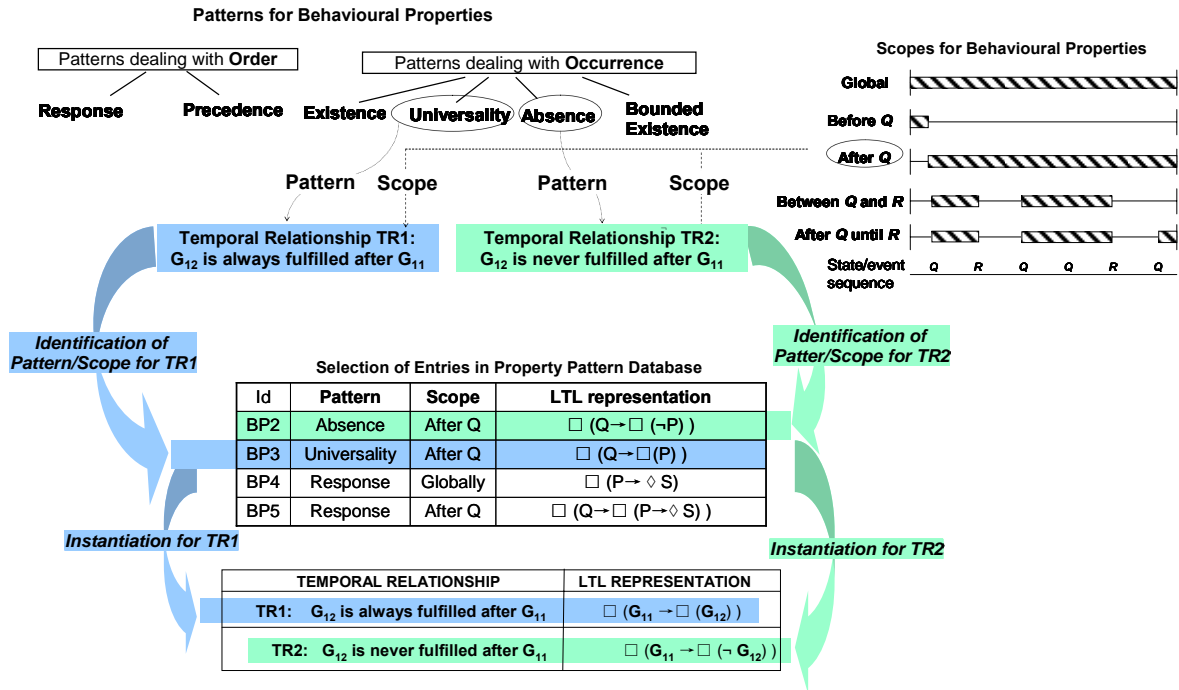 Patterns for Behavioural Properties
Patterns dealing with Order
Patterns dealing with Occurrence
Response
Precedence
Existence
Universality
Absence
Bounded
Existence
Scopes for Behavioural Properties
Global
Before Q
After Q
Between Q and R
After Q until R
State/event
sequence
Q R Q Q R Q
Pattern
Scope
Pattern
Scope
Temporal Relationship TR1:
G12 is always fulfilled after G11
Temporal Relationship TR2:
G12 is never fulfilled after G11
Identification of
Pattern/Scope for TR1
Identification of
Patter/Scope for TR2
Selection of Entries in Property Pattern Database
Id Pattern Scope LTL representation
BP2 Absence After Q □ (Q→□ (¬P) )
BP3 Universality After Q □ (Q→□(P) )
BP4 Response Globally □ (P→ ◊ S)
BP5 Response After Q □ (Q→□ (P→◊ S) )
Instantiation for TR1
Instantiation for TR2
TEMPORAL RELATIONSHIP LTL REPRESENTATION
TR1: G12 is always fulfilled after G11 □ (G11 →□ (G12) )
TR2: G12 is never fulfilled after G11 □ (G11 →□ (¬ G12) )